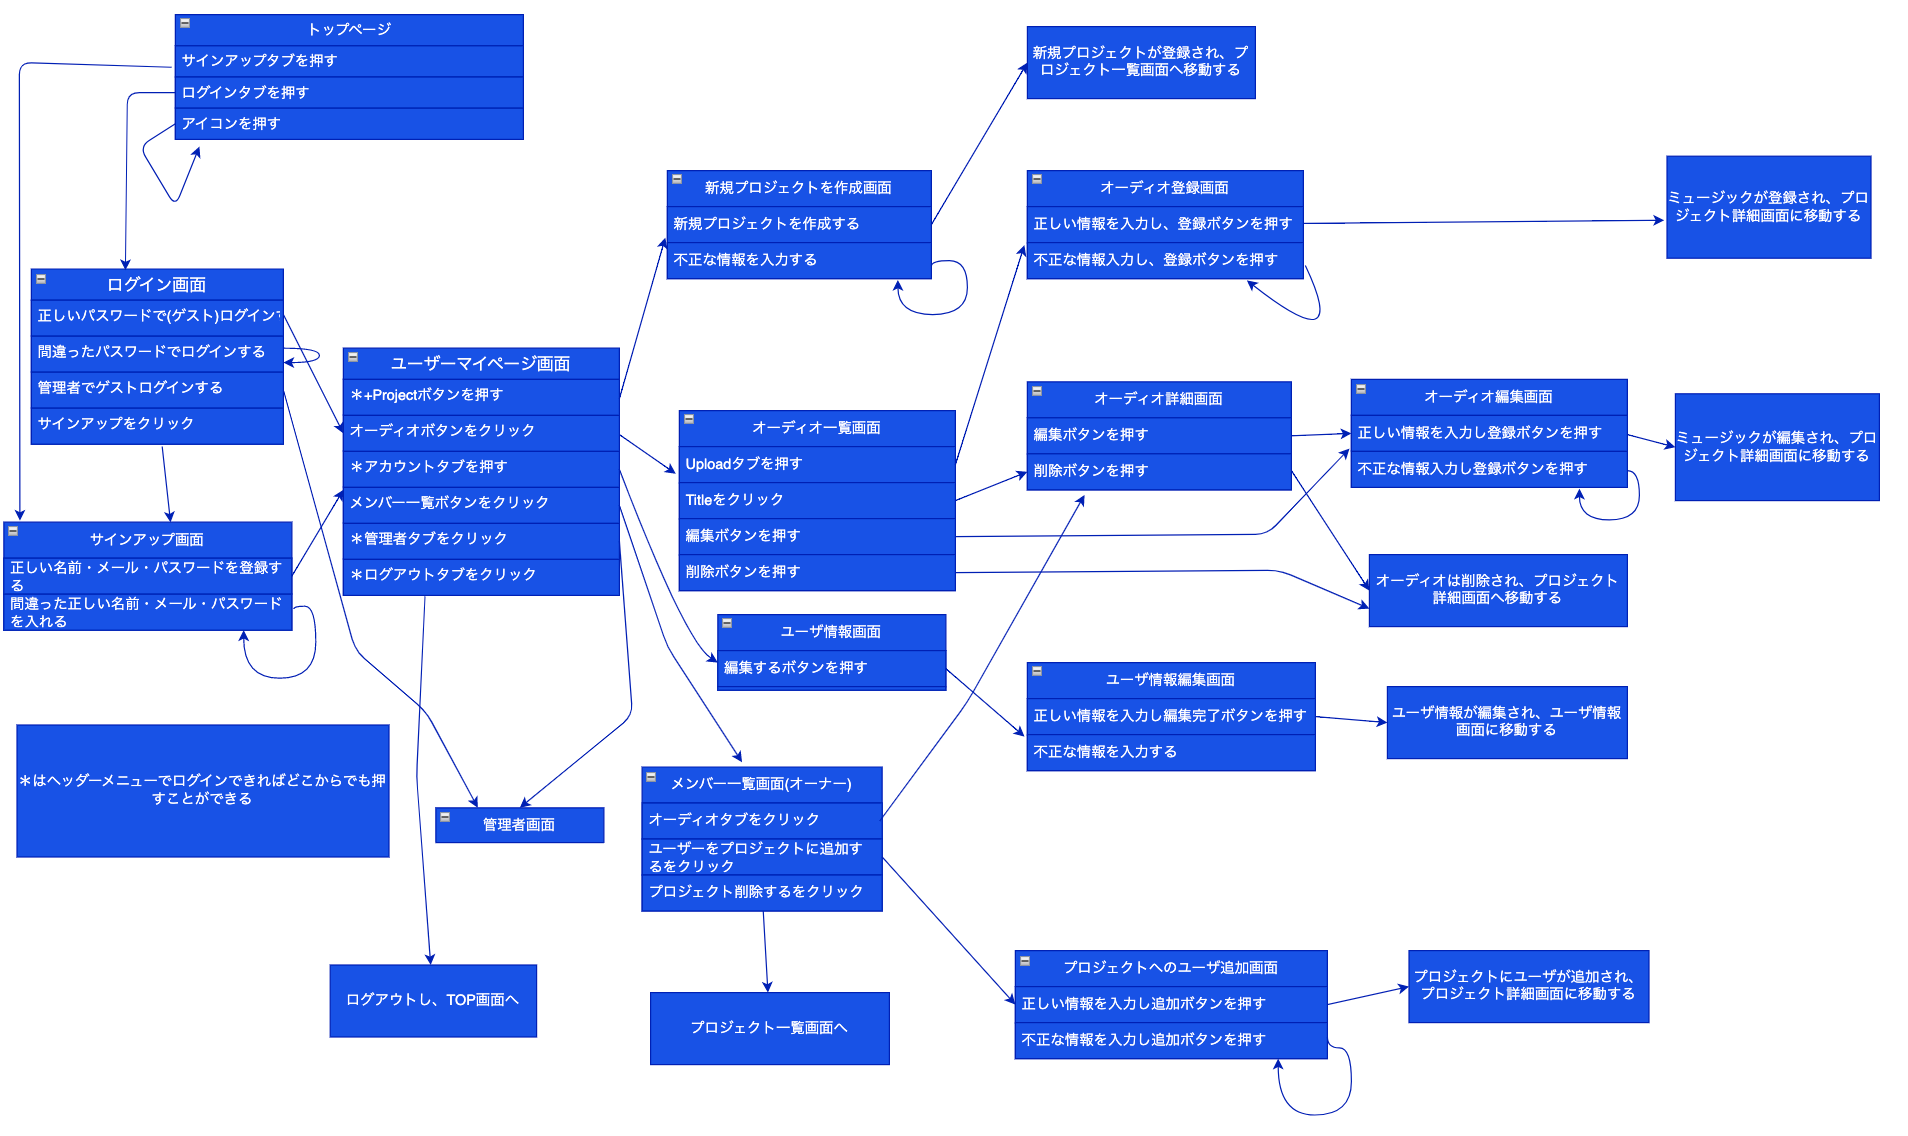 トップページ
サインアップタブを押す
ログインタブを押す
アイコンを押す
ログイン画面
正しいパスワードで(ゲスト)ログイン
間違ったパスワードでログインする
管理者でゲストログインする
サインアップをクリック
サインアップ画面
正しい名前・メール・パスワードを登録す
る
間違った正しい名前・メール・パスワード
を入れる
＊はヘッダーメニューでログインできればどこからでも押
すことができる
ユーザーマイページ画面
＊+Projectボタンを押す
オーディオボタンをクリック
＊アカウントタブを押す
メンバー一覧ボタンをクリック
＊管理者タブをクリック
＊ログアウトタブをクリック
管理者画面
ログアウトし、TOP画面へ
新規プロジェクトを作成画面
新規プロジェクトを作成する
不正な情報を入力する
オーディオ一覧画面
Uploadタブを押す
Titleをクリック
編集ボタンを押す
削除ボタンを押す
ユーザ情報画面
編集するボタンを押す
メンバー一覧画面(オーナー)
オーディオタブをクリック
ユーザーをプロジェクトに追加す
るをクリック
プロジェクト削除するをクリック
プロジェクト一覧画面へ
新規プロジェクトが登録され、プ
ロジェクト一覧画面へ移動する
オーディオ登録画面
正しい情報を入力し、登録ボタンを押す
不正な情報入力し、登録ボタンを押す
ミュージックが登録され、プロ
ジェクト詳細画面に移動する
オーディオ詳細画面
編集ボタンを押す
削除ボタンを押す
オーディオ編集画面
正しい情報を入力し登録ボタンを押す
不正な情報入力し登録ボタンを押す
ミュージックが編集され、プロ
ジェクト詳細画面に移動する
オーディオは削除され、プロジェクト
詳細画面へ移動する
ユーザ情報編集画面
正しい情報を入力し編集完了ボタンを押す
不正な情報を入力する
ユーザ情報が編集され、ユーザ情報
画面に移動する
プロジェクトへのユーザ追加画面
正しい情報を入力し追加ボタンを押す
不正な情報を入力し追加ボタンを押す
プロジェクトにユーザが追加され、
プロジェクト詳細画面に移動する